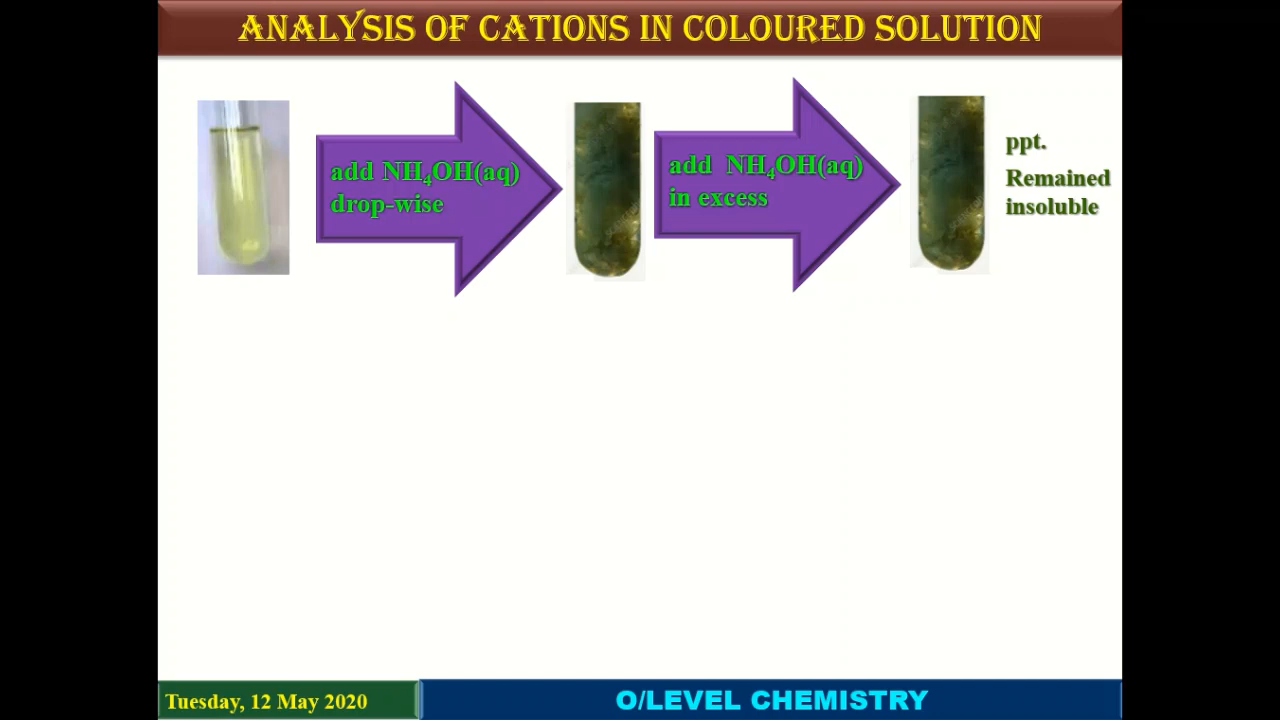 ANALYSIS OF CATIONS IN COLOURED SOLUTION
add NH₄OH(aq)
drop-wise
add NH₄OH(aq)
in excess
ppt.
Remained
insoluble
Tuesday, 12 May 2020
O/LEVEL CHEMISTRY